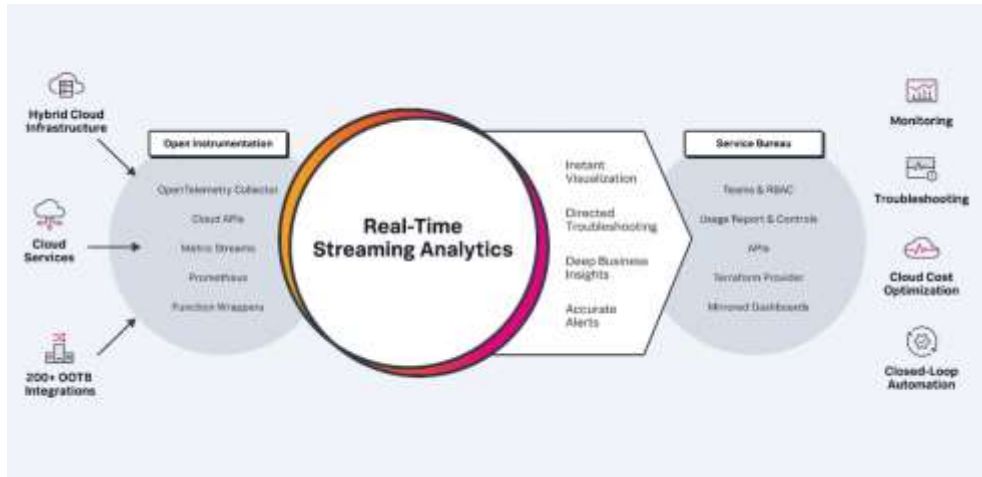 Hybrid Cloud
Infrastructure
Cloud
Services
200+ OOTB
Integrations
Open Instrumentation
OpenTelemetry Collector
Cloud APIs
Metric Streams
Prometheus
Function Wrappers
Real-Time
Streaming Analytics
Instant
Visualization
Directed
Troubleshooting
Deep Business
Insights
Accurate
Alerts
Service Bureau
Teams & RBAC
Usage Report & Controls
APIs
Terraform Provider
Mirrored Dashboards
Monitoring
Troubleshooting
Cloud Cost
Optimization
Closed-Loop
Automation